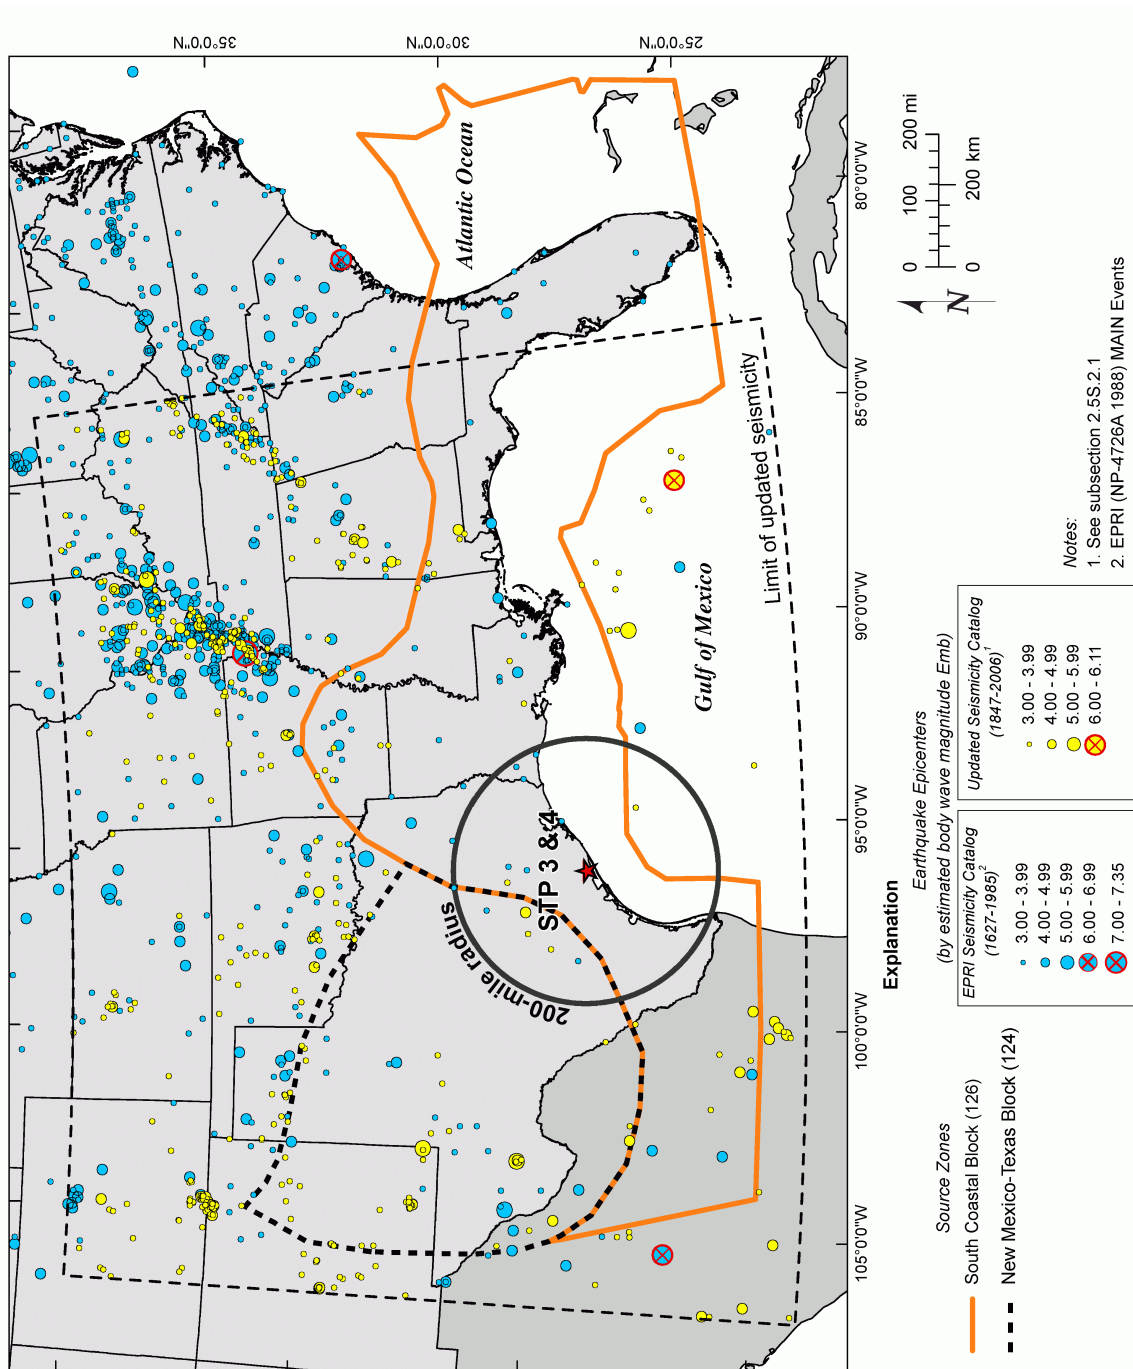 35°0'0"N
30°0'0"N
25°0'0"N
80°0'0"W
85°0'0"W
90°0'0"W
95°0'0"W
100°0'0"W
105°0'0"W
Atlantic Ocean
Gulf of Mexico
Limit of updated seismicity
STP 3 & 4
200-mile radius
0 100 200 mi
0 200 km
N
Explanation
Source Zones
South Coastal Block (126)
New Mexico-Texas Block (124)
Earthquake Epicenters
(by estimated body wave magnitude Emb)
EPRI Seismicity Catalog
(1627-1985)2
3.00 - 3.99
4.00 - 4.99
5.00 - 5.99
6.00 - 6.99
7.00 - 7.35
Updated Seismicity Catalog
(1847-2006)1
3.00 - 3.99
4.00 - 4.99
5.00 - 5.99
6.00 - 6.11
Notes:
1. See subsection 2.5S.2.1
2. EPRI (NP-4726A 1988) MAIN Events